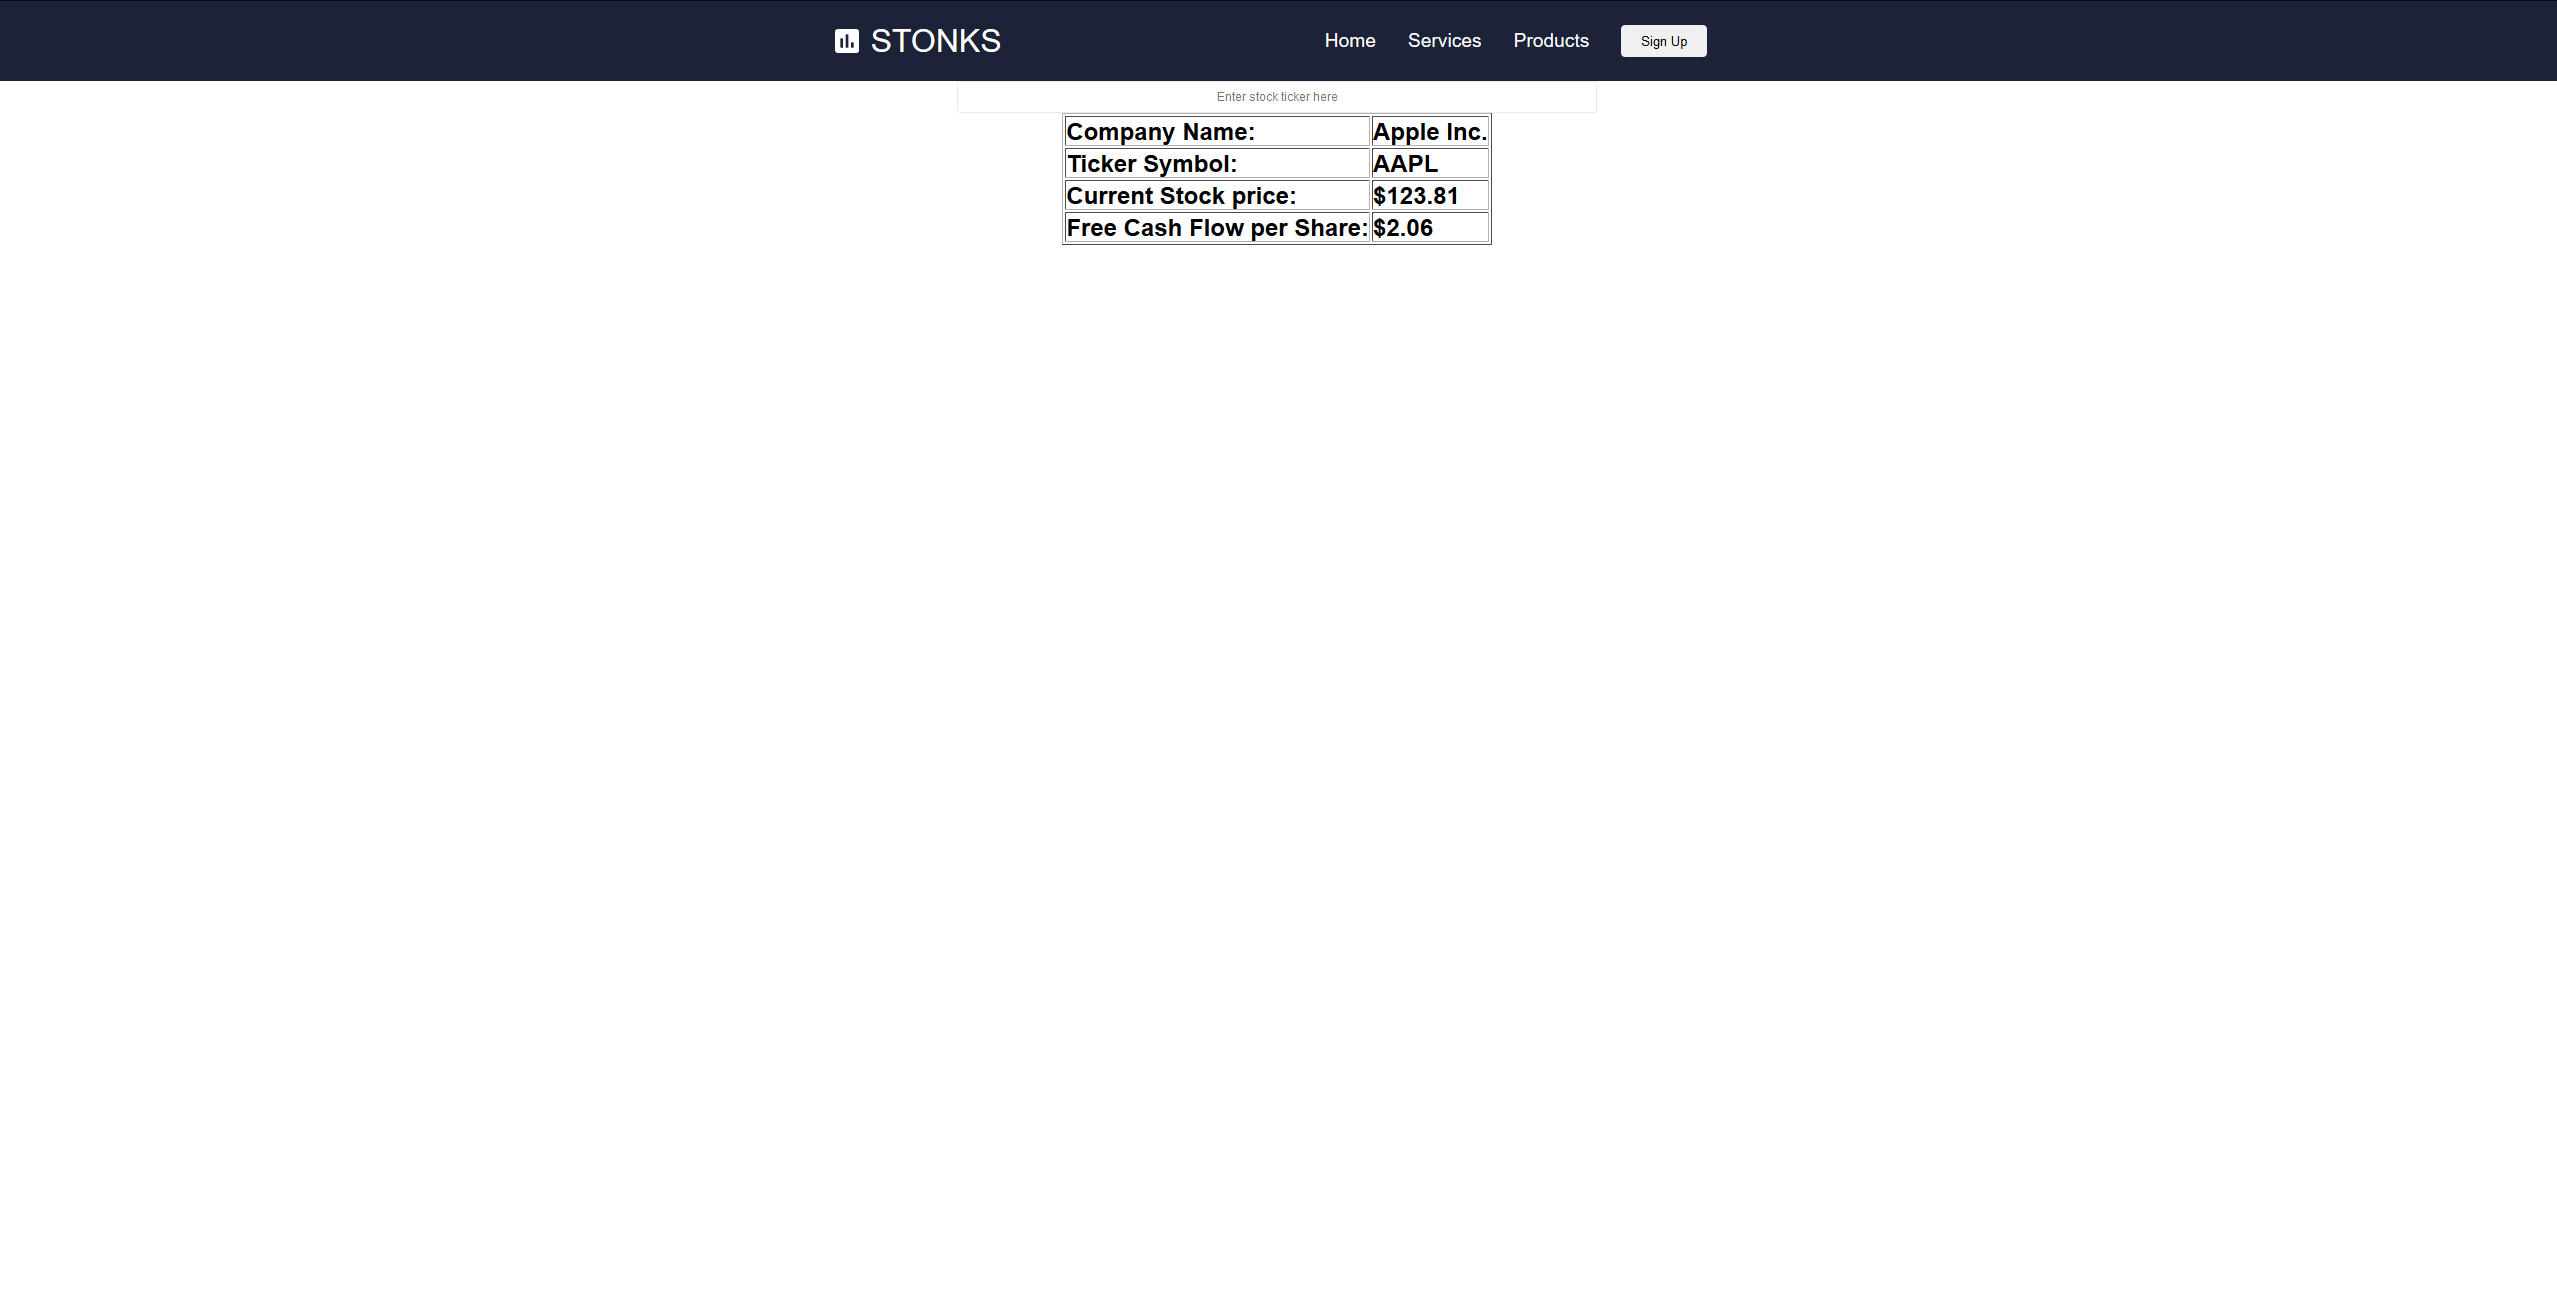 STONKS Home Services Products Sign Up
Enter stock ticker here
Company Name: Apple Inc.
Ticker Symbol: AAPL
Current Stock price: $123.81
Free Cash Flow per Share: $2.06